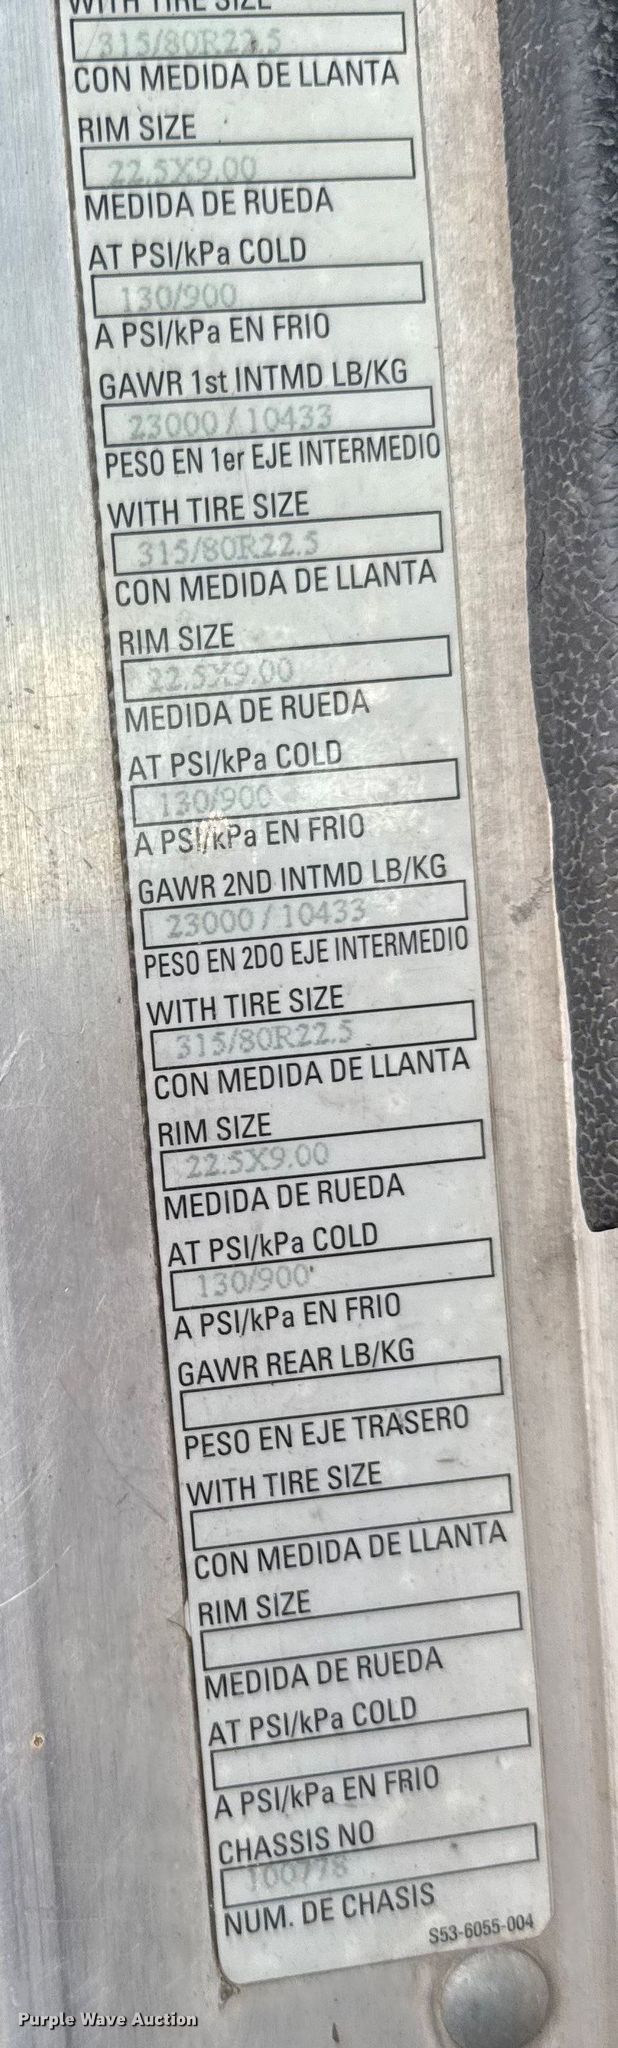 WITH TIRE SIZE
315/80R22.5
CON MEDIDA DE LLANTA
RIM SIZE
22.5X9.00
MEDIDA DE RUEDA
AT PSI/kPa COLD
130/900
A PSI/kPa EN FRIO
GAWR 1st INTMD LB/KG
23000 / 10433
PESO EN 1er EJE INTERMEDIO
WITH TIRE SIZE
315/80R22.5
CON MEDIDA DE LLANTA
RIM SIZE
22.5X9.00
MEDIDA DE RUEDA
AT PSI/kPa COLD
130/900
A PSI/kPa EN FRIO
GAWR 2ND INTMD LB/KG
23000 / 10433
PESO EN 2DO EJE INTERMEDIO
WITH TIRE SIZE
315/80R22.5
CON MEDIDA DE LLANTA
RIM SIZE
22.5X9.00
MEDIDA DE RUEDA
AT PSI/kPa COLD
130/900
A PSI/kPa EN FRIO
GAWR REAR LB/KG
PESO EN EJE TRASERO
WITH TIRE SIZE
CON MEDIDA DE LLANTA
RIM SIZE
MEDIDA DE RUEDA
AT PSI/kPa COLD
A PSI/kPa EN FRIO
CHASSIS NO
100778
NUM. DE CHASIS
S53-6055-004
Purple Wave Auction